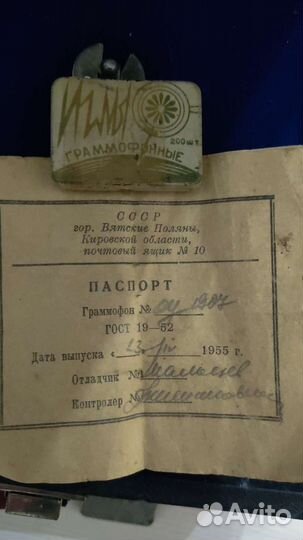 ИГЛЫ
200 шт.
ГРАММОФОННЫЕ
СССР
гор. Вятские Поляны,
Кировской области,
почтовый ящик № 10
ПАСПОРТ
Граммофон № 1907
ГОСТ 19—52
Дата выпуска « 1955 г.
Отладчик №
Контролер №
Avito